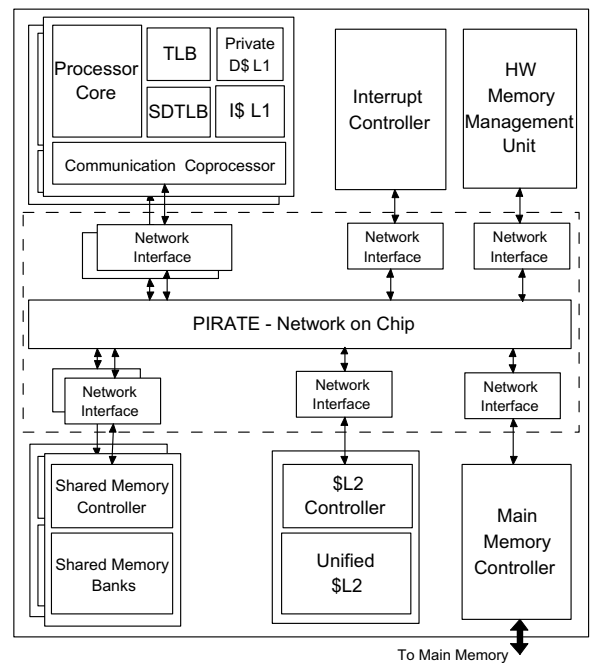 Processor
Core
TLB
Private
D$ L1
SDTLB
I$ L1
Communication Coprocessor
Interrupt
Controller
HW
Memory
Management
Unit
Network
Interface
Network
Interface
Network
Interface
PIRATE - Network on Chip
Network
Interface
Network
Interface
Network
Interface
Shared Memory
Controller
Shared Memory
Banks
$L2
Controller
Unified
$L2
Main
Memory
Controller
To Main Memory